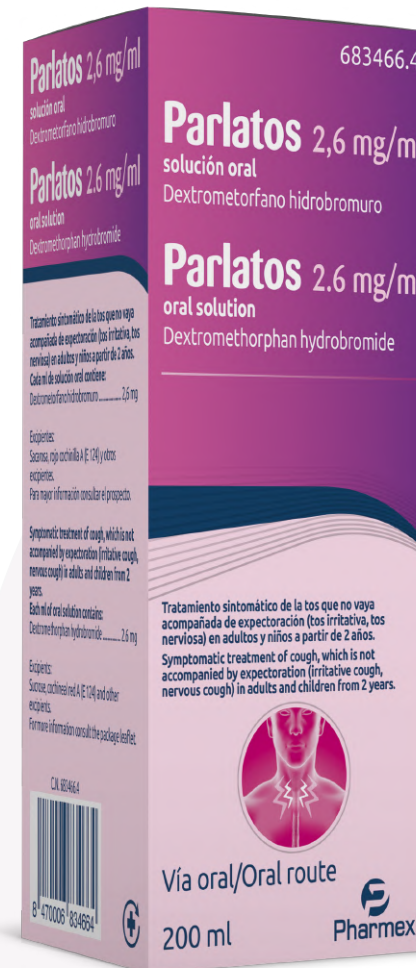 Parlatos 2,6 mg/ml
solución oral
Dextrometorfano hidrobromuro
Parlatos 2.6 mg/ml
oral solution
Dextromethorphan hydrobromide
Tratamiento sintomático de la tos que no vaya
acompañada de expectoración (tos irritativa, tos
nerviosa) en adultos y niños a partir de 2 años.
Cada ml de solución oral contiene:
Dextrometorfano hidrobromuro ............ 2,6 mg
Excipientes:
Sacarosa, rojo cochinilla A (E 124) y otros
excipientes.
Para mayor información consultar el prospecto.
Symptomatic treatment of cough, which is not
accompanied by expectoration (irritative cough,
nervous cough) in adults and children from 2
years.
Each ml of oral solution contains:
Dextromethorphan hydrobromide ........ 2.6 mg
Excipients:
Sucrose, cochineal red A (E 124) and other
excipients.
For more information consult the package leaflet.
C.N. 683466.4
8 470006 834664
683466.4
Parlatos 2,6 mg/m
solución oral
Dextrometorfano hidrobromuro
Parlatos 2.6 mg/m
oral solution
Dextromethorphan hydrobromide
Tratamiento sintomático de la tos que no vaya
acompañada de expectoración (tos irritativa, tos
nerviosa) en adultos y niños a partir de 2 años.
Symptomatic treatment of cough, which is not
accompanied by expectoration (irritative cough,
nervous cough) in adults and children from 2 years.
Vía oral/Oral route
200 ml
Pharmex